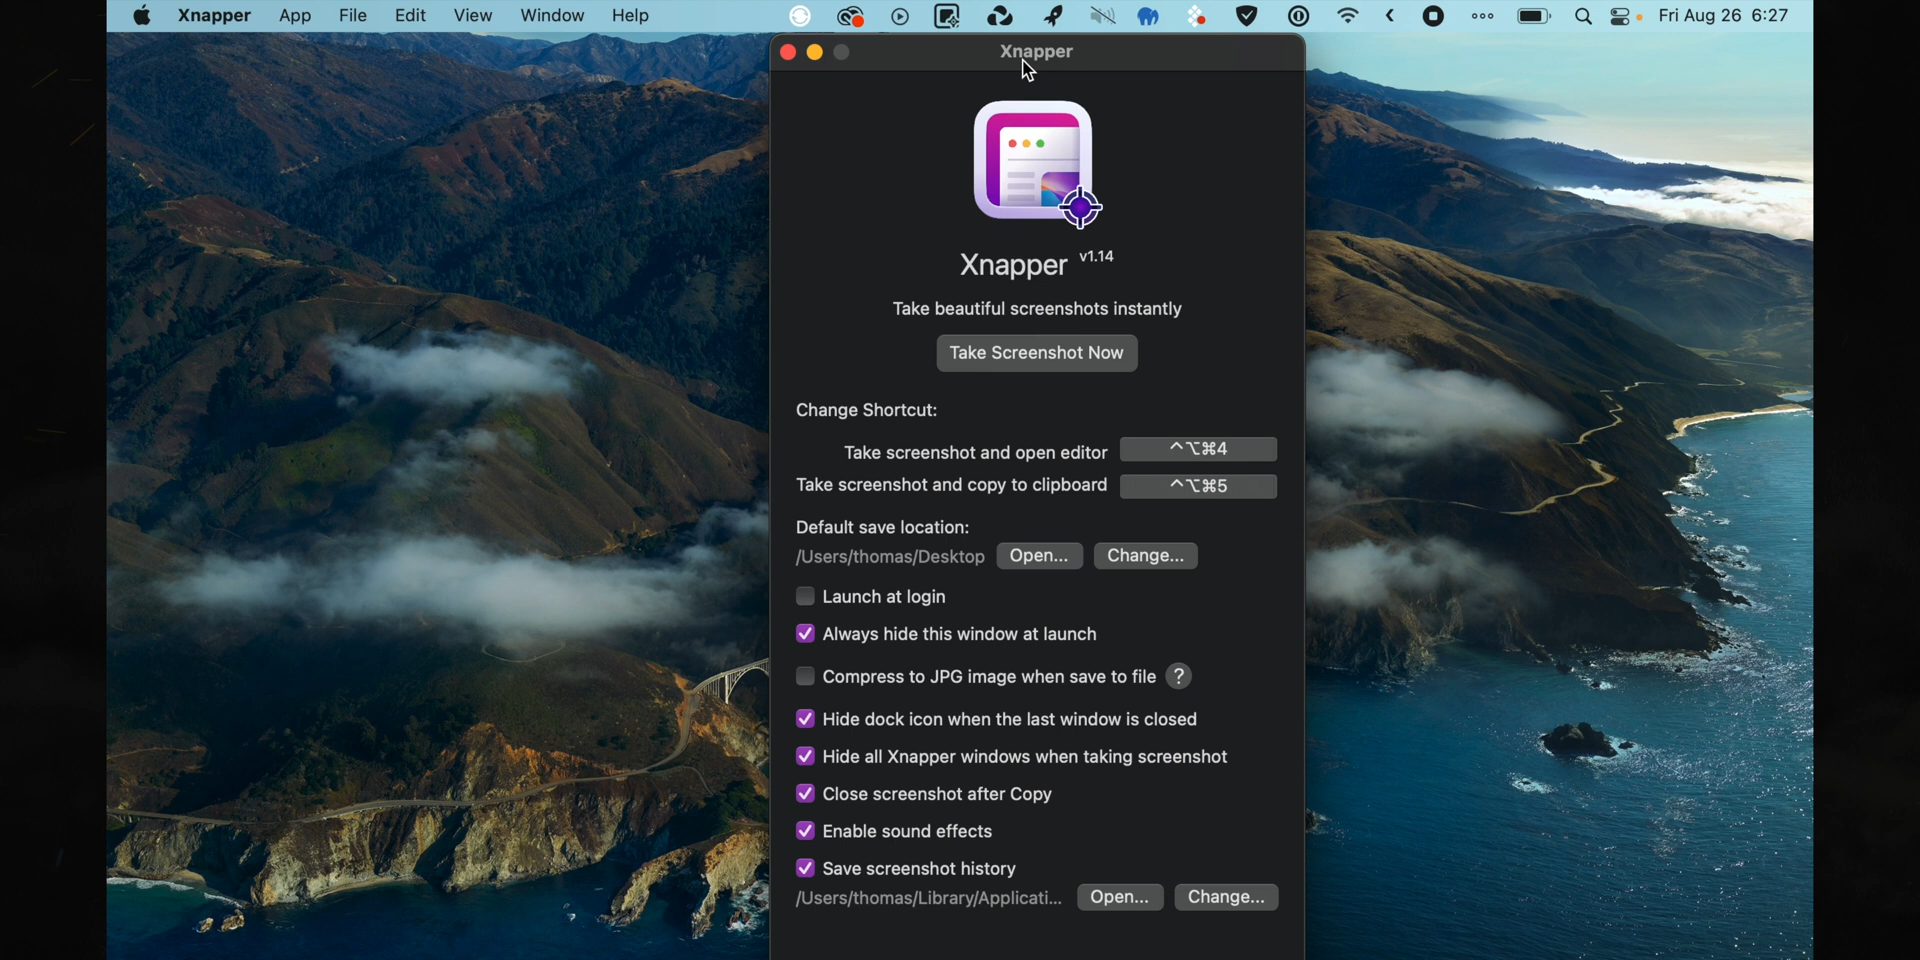 Xnapper App File Edit View Window Help Fri Aug 26 6:27
Xnapper
Xnapper v1.14
Take beautiful screenshots instantly
Take Screenshot Now
Change Shortcut:
Take screenshot and open editor ⌃⌥⌘4
Take screenshot and copy to clipboard ⌃⌥⌘5
Default save location:
/Users/thomas/Desktop Open... Change...
Launch at login
Always hide this window at launch
Compress to JPG image when save to file ?
Hide dock icon when the last window is closed
Hide all Xnapper windows when taking screenshot
Close screenshot after Copy
Enable sound effects
Save screenshot history
/Users/thomas/Library/Applicati... Open... Change...